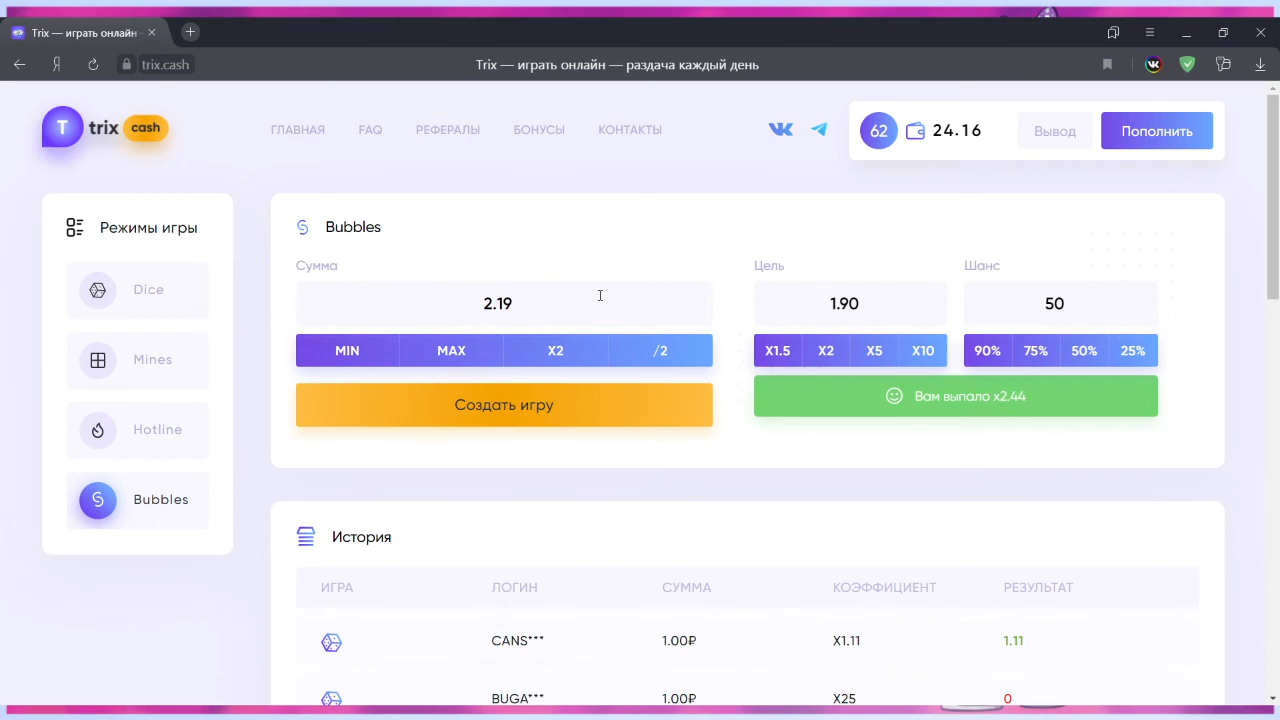 Trix — играть онлайн
trix.cash
Trix — играть онлайн — раздача каждый день
T trix cash
ГЛАВНАЯ FAQ РЕФЕРАЛЫ БОНУСЫ КОНТАКТЫ
62 24.16 Вывод Пополнить
Режимы игры
Dice
Mines
Hotline
Bubbles
Bubbles
Сумма Цель Шанс
2.19 1.90 50
MIN MAX X2 /2 X1.5 X2 X5 X10 90% 75% 50% 25%
Создать игру
Вам выпало x2.44
История
ИГРА ЛОГИН СУММА КОЭФФИЦИЕНТ РЕЗУЛЬТАТ
CANS*** 1.00₽ X1.11 1.11
BUGA*** 1.00₽ X25 0